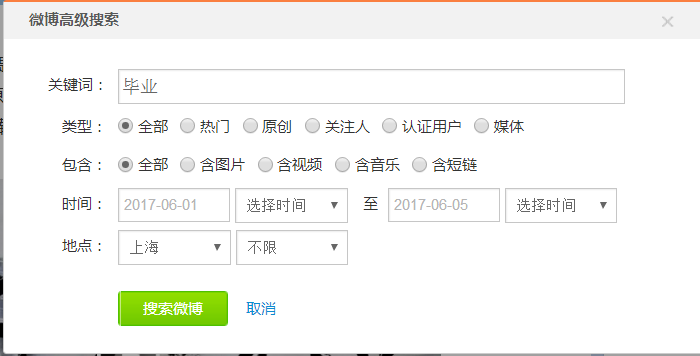 微博高级搜索
关键词： 毕业
类型： 全部 热门 原创 关注人 认证用户 媒体
包含： 全部 含图片 含视频 含音乐 含短链
时间： 2017-06-01 选择时间 至 2017-06-05 选择时间
地点： 上海 不限
搜索微博 取消